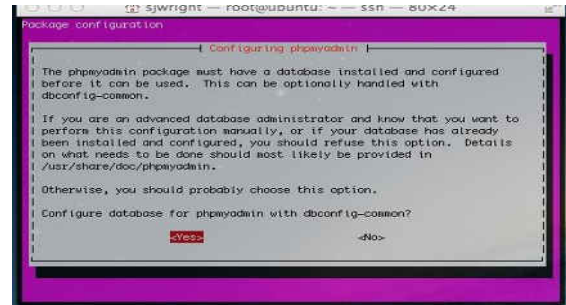 sjwright — root@ubuntu: ~ — ssh — 80×24
Package configuration
Configuring phpmyadmin
The phpmyadmin package must have a database installed and configured
before it can be used. This can be optionally handled with
dbconfig-common.
If you are an advanced database administrator and know that you want to
perform this configuration manually, or if your database has already
been installed and configured, you should refuse this option. Details
on what needs to be done should most likely be provided in
/usr/share/doc/phpmyadmin.
Otherwise, you should probably choose this option.
Configure database for phpmyadmin with dbconfig-common?
<Yes> <No>